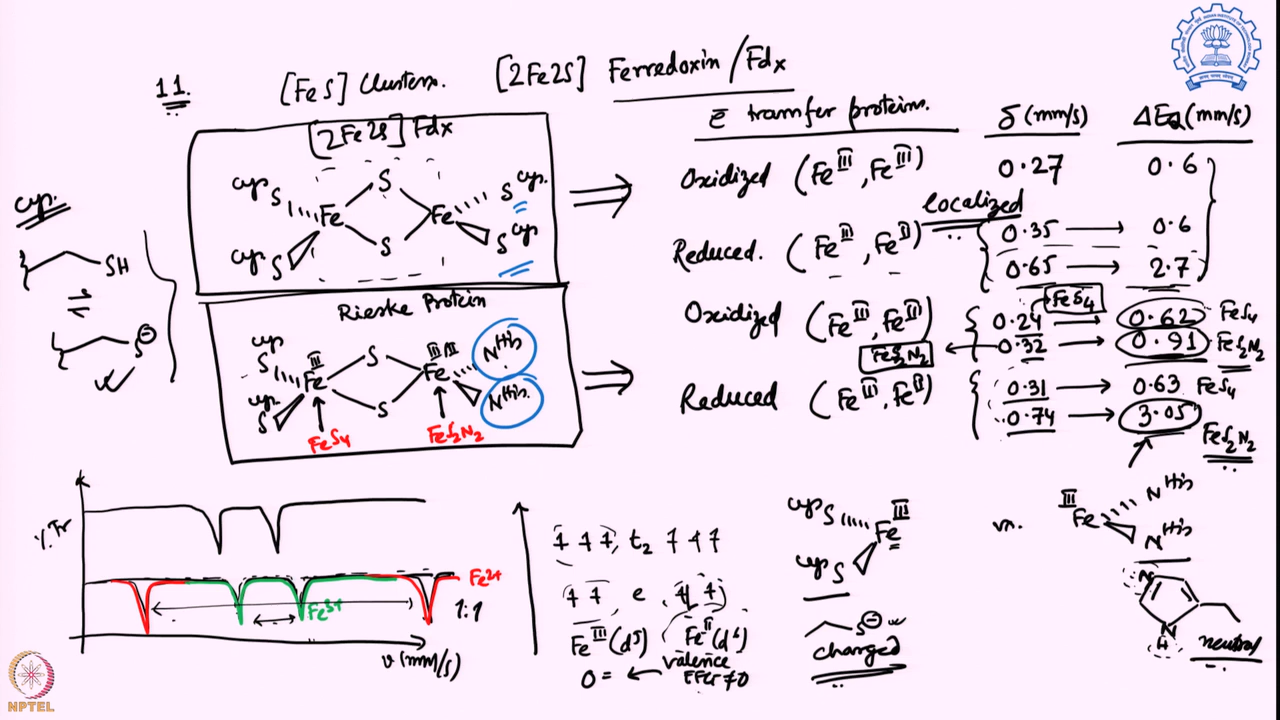 11.
[FeS] Clusters.
[2Fe2S] Ferredoxin/Fdx
[2Fe2S] Fdx
cys S Fe S S Fe S cys.
cys S S cys
cys.
SH
⇌
S ⊖
Rieske Protein
cys S III Fe S S Fe III/II N His
cys S N His.
FeS4
FeS2N2
ē transfer proteins. δ (mm/s) ΔEQ (mm/s)
Oxidized (Fe III, Fe III) 0.27 0.6
localized
Reduced. (Fe III, Fe II) 0.35 → 0.6
0.65 → 2.7
FeS4
Oxidized (Fe III, Fe III) 0.24 → 0.62 FeS4
FeS2N2 ← 0.32 → 0.91 FeS2N2
Reduced (Fe III, Fe II) 0.31 → 0.63 FeS4
0.74 → 3.05
FeS2N2
% Tr
Fe2+
Fe3+
1:1
v (mm/s)
t2
e
Fe III (d5) Fe II (d6)
0 = ← valence EFG ≠ 0
cys S III Fe
cys S
S ⊖
charged
vs.
III Fe N His
N His
N
N
H
neutral
NPTEL